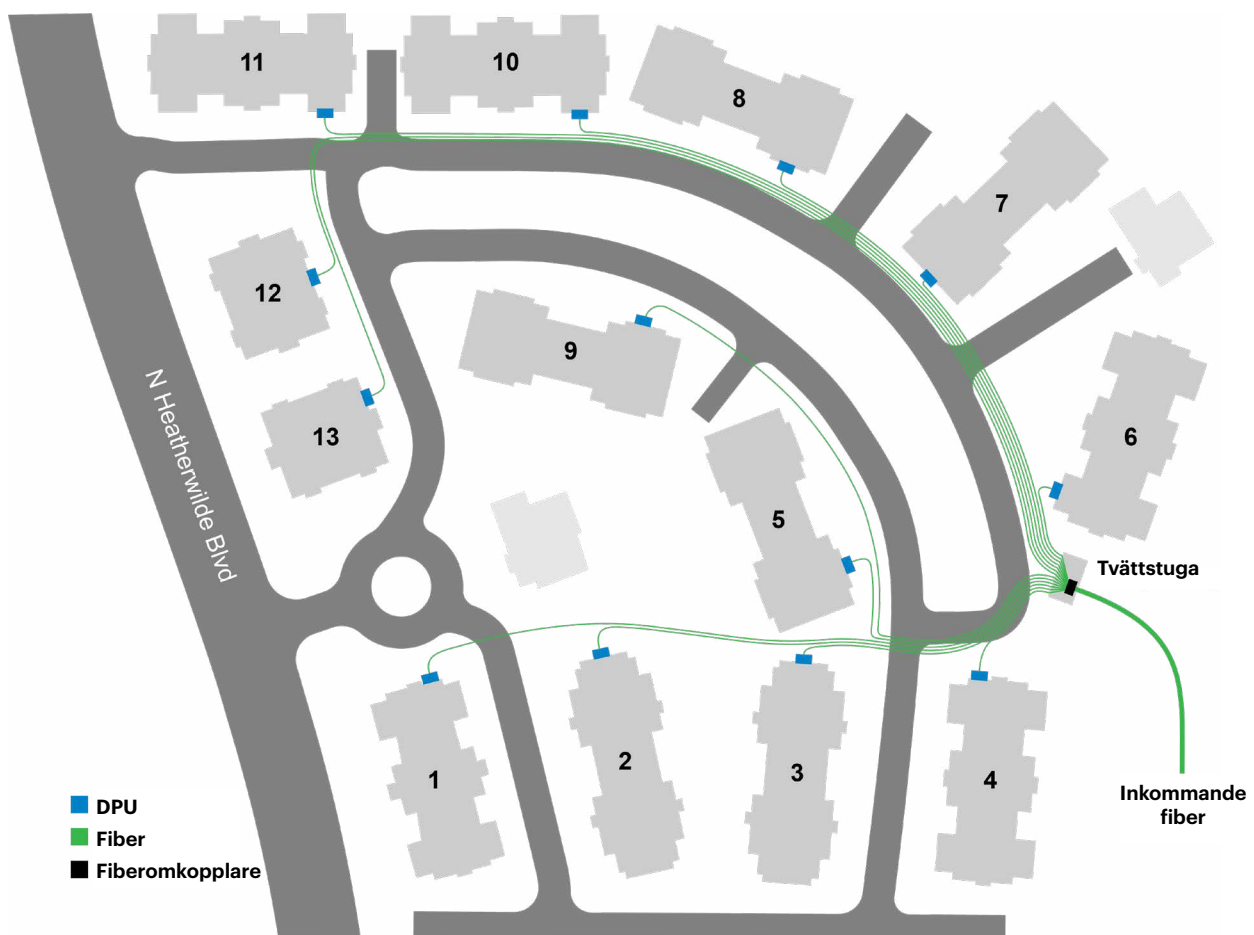 11
10
8
7
12
9
6
13
5
N Heatherwilde Blvd
Tvättstuga
1
2
3
4
Inkommande
fiber
DPU
Fiber
Fiberomkopplare